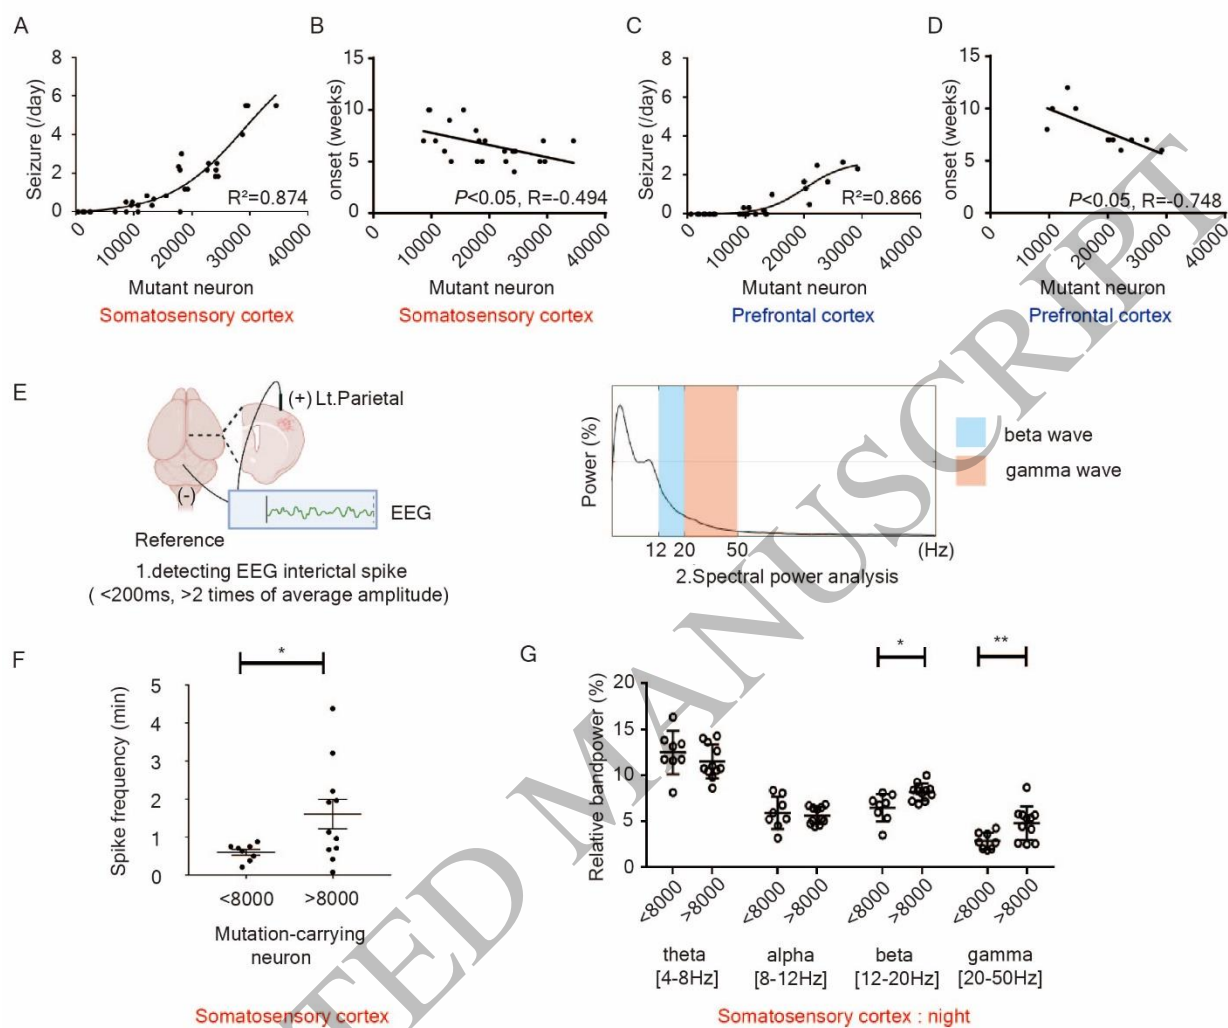 A
Seizure (/day)
8
6
4
2
0
R²=0.874
0
10000
20000
30000
40000
Mutant neuron
Somatosensory cortex
B
onset (weeks)
15
10
5
0
P<0.05, R=-0.494
0
10000
20000
30000
40000
Mutant neuron
Somatosensory cortex
C
Seizure (/day)
8
6
4
2
0
R²=0.866
0
10000
20000
30000
40000
Mutant neuron
Prefrontal cortex
D
onset (weeks)
15
10
5
0
P<0.05, R=-0.748
0
10000
20000
30000
40000
Mutant neuron
Prefrontal cortex
E
(+) Lt.Parietal
(-)
EEG
Reference
1.detecting EEG interictal spike
( <200ms, >2 times of average amplitude)
Power (%)
12 20 50 (Hz)
2.Spectral power analysis
beta wave
gamma wave
F
*
Spike frequency (min)
5
4
3
2
1
0
<8000
>8000
Mutation-carrying
neuron
Somatosensory cortex
G
*
**
Relative bandpower (%)
20
15
10
5
0
<8000
>8000
<8000
>8000
<8000
>8000
<8000
>8000
theta
[4-8Hz]
alpha
[8-12Hz]
beta
[12-20Hz]
gamma
[20-50Hz]
Somatosensory cortex : night
TED MANUSCRIPT